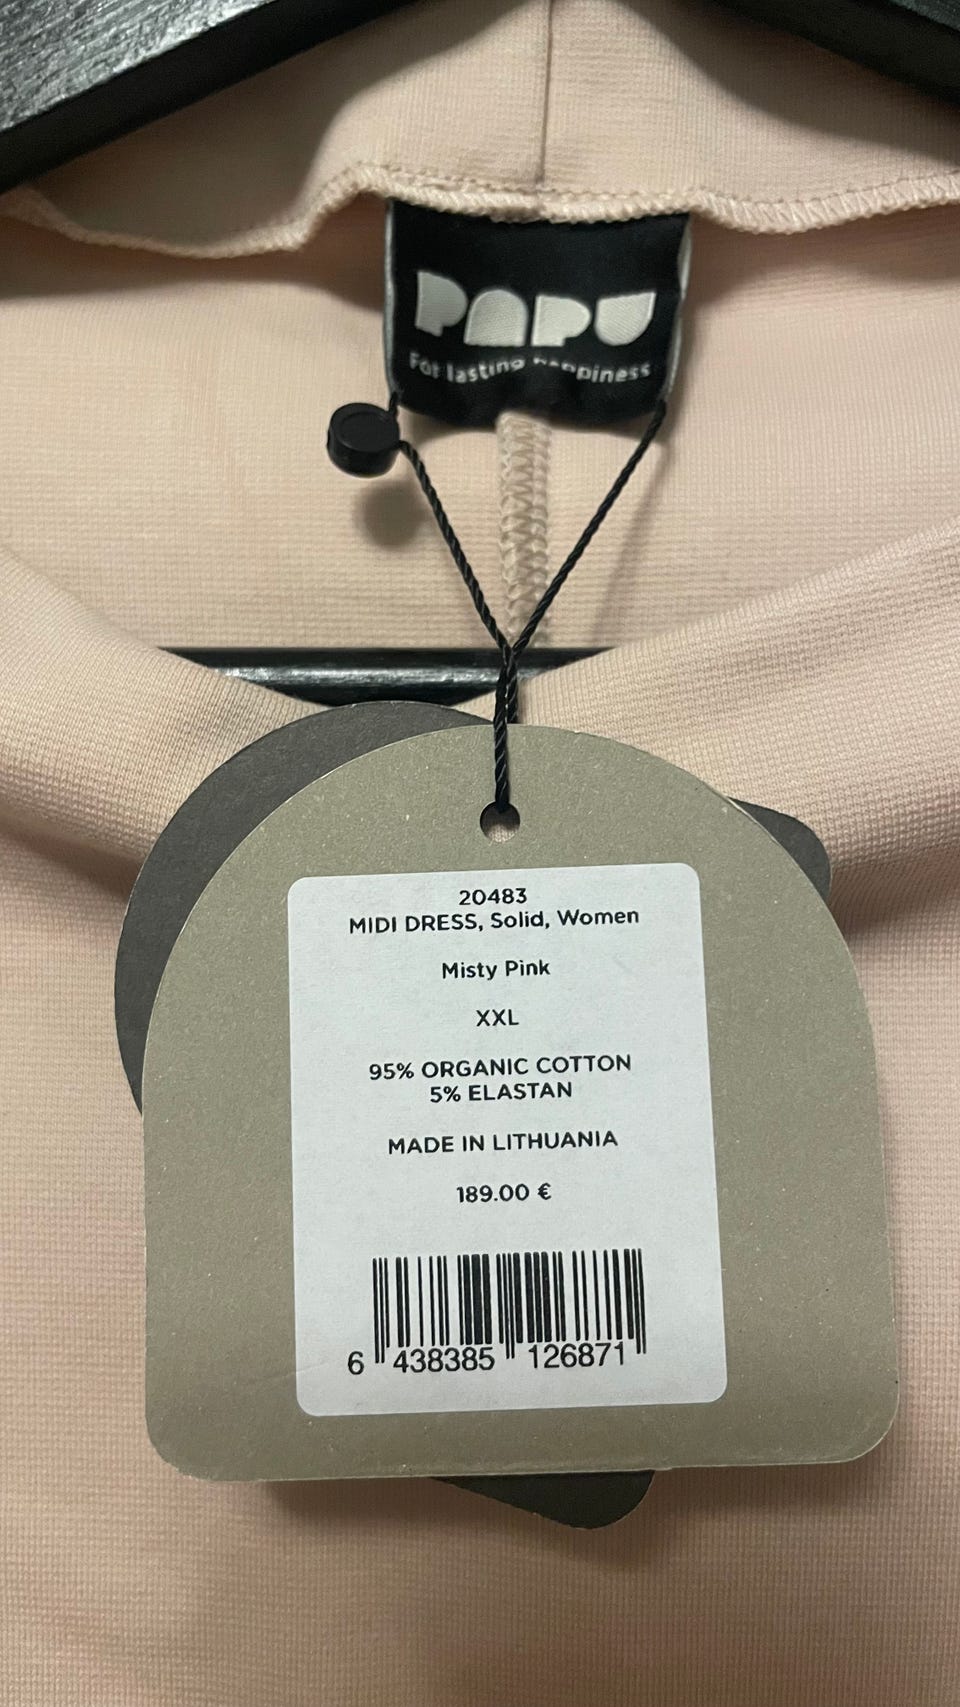 PAPU
For lasting happiness
20483
MIDI DRESS, Solid, Women
Misty Pink
XXL
95% ORGANIC COTTON
5% ELASTAN
MADE IN LITHUANIA
189.00 €
6 438385 126871